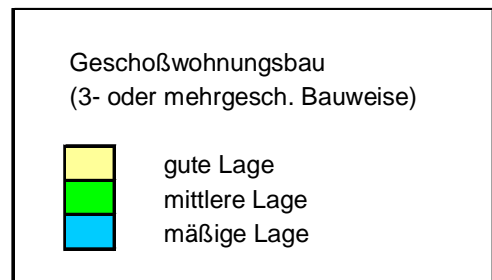 Geschoßwohnungsbau
(3- oder mehrgesch. Bauweise)
gute Lage
mittlere Lage
mäßige Lage